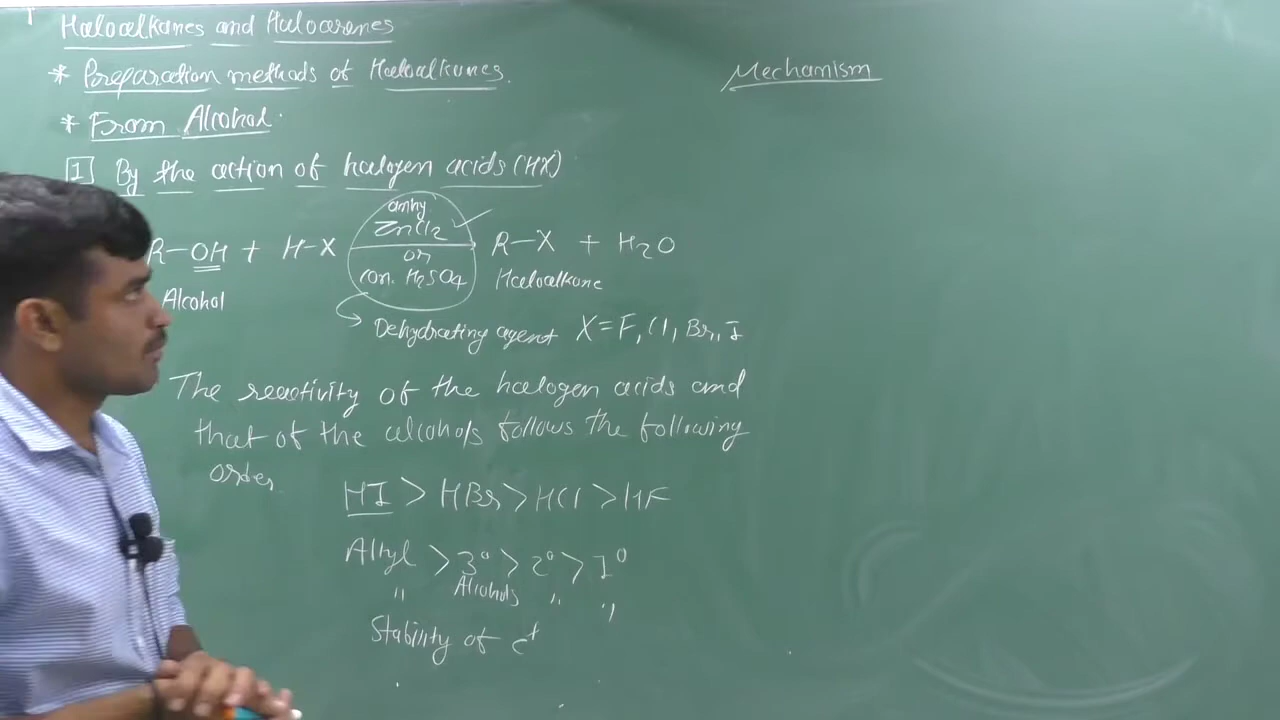 Haloalkanes and Haloarenes
* Preparation methods of Haloalkanes.
* From Alcohol.
1 By the action of halogen acids (HX)
R-OH + H-X anhy ZnCl2 or con. H2SO4 R-X + H2O
Alcohol Haloalkane
Dehydrating agent X=F, Cl, Br, I
The reactivity of the halogen acids and
that of the alcohols follows the following
order
HI > HBr > HCl > HF
Allyl > 3° > 2° > 1°
" Alcohols " "
Stability of c+
Mechanism